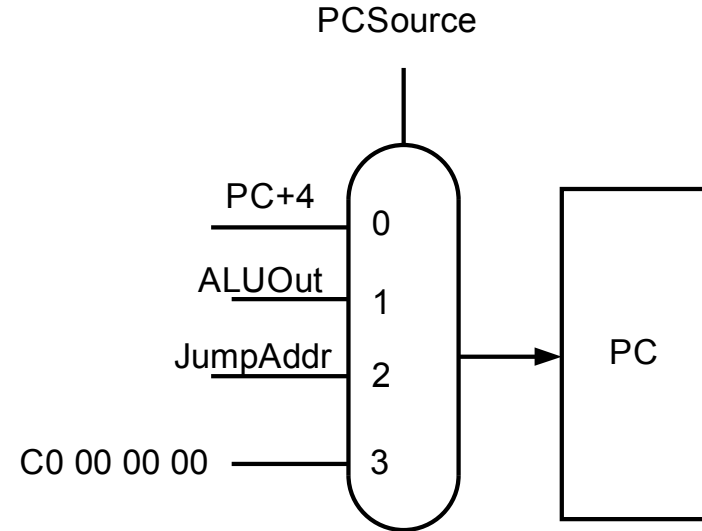 PCSource
PC+4
0
ALUOut
1
JumpAddr
2
PC
C0 00 00 00
3